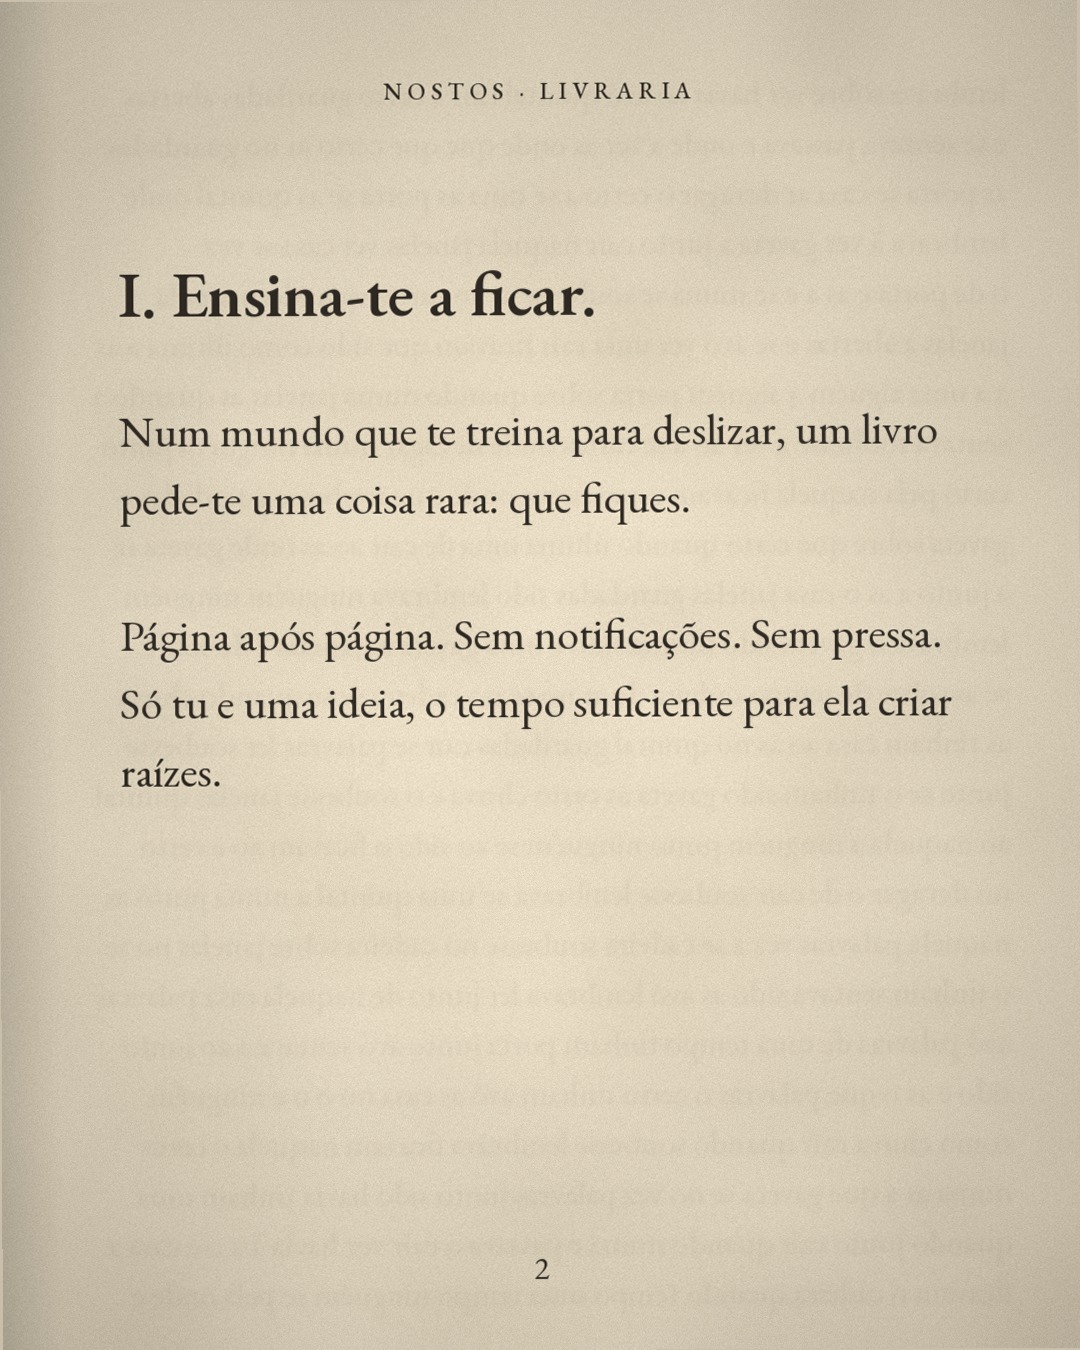 NOSTOS · LIVRARIA
I. Ensina-te a ficar.
Num mundo que te treina para deslizar, um livro
pede-te uma coisa rara: que fiques.
Página após página. Sem notificações. Sem pressa.
Só tu e uma ideia, o tempo suficiente para ela criar
raízes.
2